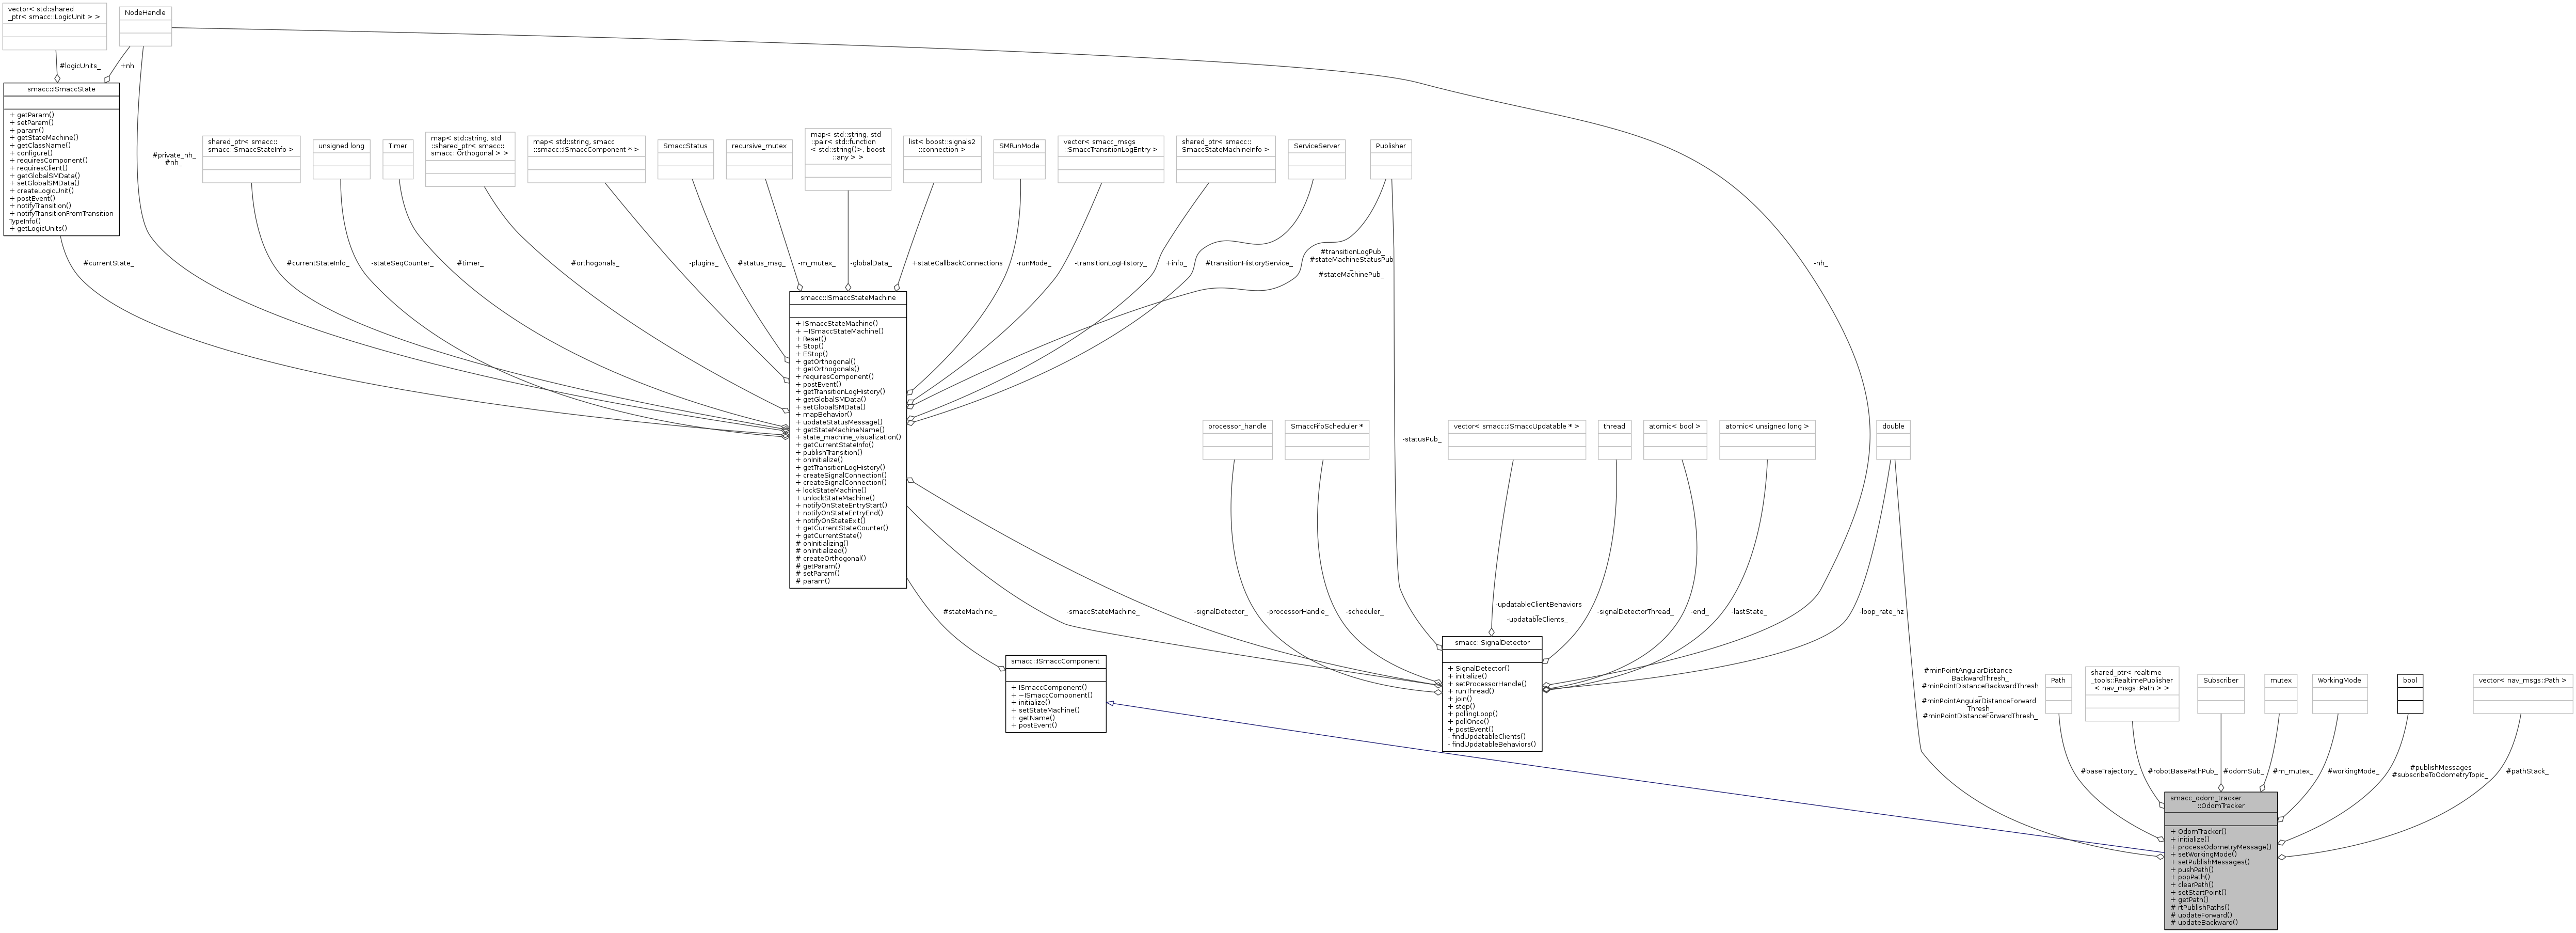 vector< std::shared
_ptr< smacc::LogicUnit > >
NodeHandle
#logicUnits_
+nh
smacc::ISmaccState
+ getParam()
+ setParam()
+ param()
+ getStateMachine()
+ getClassName()
+ configure()
+ requiresComponent()
+ requiresClient()
+ getGlobalSMData()
+ setGlobalSMData()
+ createLogicUnit()
+ postEvent()
+ notifyTransition()
+ notifyTransitionFromTransition
TypeInfo()
+ getLogicUnits()
#private_nh_
#nh_
shared_ptr< smacc::
smacc::SmaccStateInfo >
unsigned long
Timer
map< std::string, std
::shared_ptr< smacc::
smacc::Orthogonal > >
map< std::string, smacc
::smacc::ISmaccComponent * >
SmaccStatus
recursive_mutex
map< std::string, std
::pair< std::function
< std::string()>, boost
::any > >
list< boost::signals2
::connection >
SMRunMode
vector< smacc_msgs
::SmaccTransitionLogEntry >
shared_ptr< smacc::
SmaccStateMachineInfo >
ServiceServer
Publisher
#currentState_
#currentStateInfo_
-stateSeqCounter_
#timer_
#orthogonals_
-plugins_
#status_msg_
-m_mutex_
-globalData_
+stateCallbackConnections
-runMode_
-transitionLogHistory_
+info_
#transitionHistoryService_
#transitionLogPub_
#stateMachineStatusPub
_
#stateMachinePub_
-nh_
smacc::ISmaccStateMachine
+ ISmaccStateMachine()
+ ~ISmaccStateMachine()
+ Reset()
+ Stop()
+ EStop()
+ getOrthogonal()
+ getOrthogonals()
+ requiresComponent()
+ postEvent()
+ getTransitionLogHistory()
+ getGlobalSMData()
+ setGlobalSMData()
+ mapBehavior()
+ updateStatusMessage()
+ getStateMachineName()
+ state_machine_visualization()
+ getCurrentStateInfo()
+ publishTransition()
+ onInitialize()
+ getTransitionLogHistory()
+ createSignalConnection()
+ createSignalConnection()
+ lockStateMachine()
+ unlockStateMachine()
+ notifyOnStateEntryStart()
+ notifyOnStateEntryEnd()
+ notifyOnStateExit()
+ getCurrentStateCounter()
+ getCurrentState()
# onInitializing()
# onInitialized()
# createOrthogonal()
# getParam()
# setParam()
# param()
processor_handle
SmaccFifoScheduler *
-statusPub_
vector< smacc::ISmaccUpdatable * >
thread
atomic< bool >
atomic< unsigned long >
double
#stateMachine_
-smaccStateMachine_
-signalDetector_
-processorHandle_
-scheduler_
-updatableClientBehaviors
_
-updatableClients_
-signalDetectorThread_
-end_
-lastState_
-loop_rate_hz
smacc::ISmaccComponent
+ ISmaccComponent()
+ ~ISmaccComponent()
+ initialize()
+ setStateMachine()
+ getName()
+ postEvent()
smacc::SignalDetector
+ SignalDetector()
+ initialize()
+ setProcessorHandle()
+ runThread()
+ join()
+ stop()
+ pollingLoop()
+ pollOnce()
+ postEvent()
- findUpdatableClients()
- findUpdatableBehaviors()
#minPointAngularDistance
BackwardThresh_
#minPointDistanceBackwardThresh
_
#minPointAngularDistanceForward
Thresh_
#minPointDistanceForwardThresh_
Path
shared_ptr< realtime
_tools::RealtimePublisher
< nav_msgs::Path > >
Subscriber
mutex
WorkingMode
bool
vector< nav_msgs::Path >
#baseTrajectory_
#robotBasePathPub_
#odomSub_
#m_mutex_
#workingMode_
#publishMessages
#subscribeToOdometryTopic_
#pathStack_
smacc_odom_tracker
::OdomTracker
+ OdomTracker()
+ initialize()
+ processOdometryMessage()
+ setWorkingMode()
+ setPublishMessages()
+ pushPath()
+ popPath()
+ clearPath()
+ setStartPoint()
+ getPath()
# rtPublishPaths()
# updateForward()
# updateBackward()